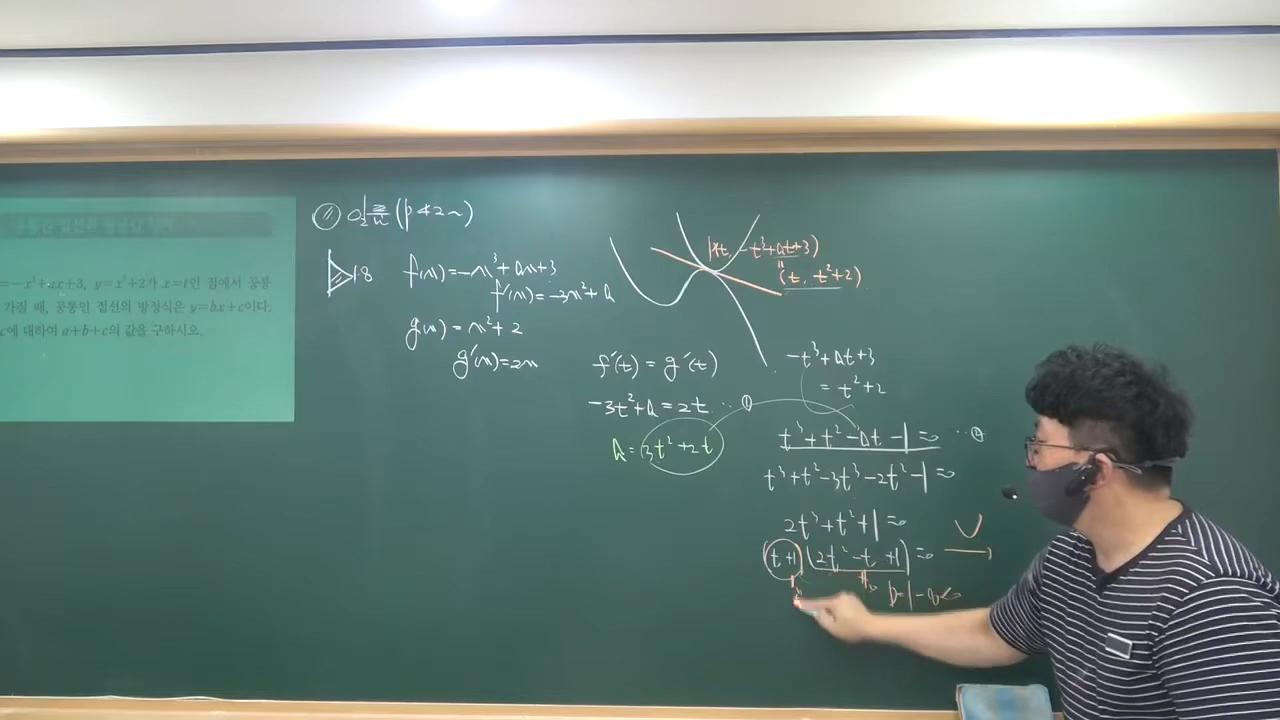 =-x³+ax+3, y=x²+2가 x=t인 점에서 공통
가질 때, 공통인 접선의 방정식은 y=bx+c이다.
c에 대하여 a+b+c의 값을 구하시오.
(p42~)
18
f(x)=-x³+ax+3
f'(x)=-3x²+a
g(x)=x²+2
g'(x)=2x
(t, -t³+at+3)
"
(t, t²+2)
f'(t)=g'(t)
-3t²+a=2t ... ①
a=3t²+2t
-t³+at+3
=t²+2
t³+t²-at-1=0 ... ②
t³+t²-3t³-2t²-1=0
2t³+t²+1=0
(t+1)(2t²-t+1)=0
D=1-8<0